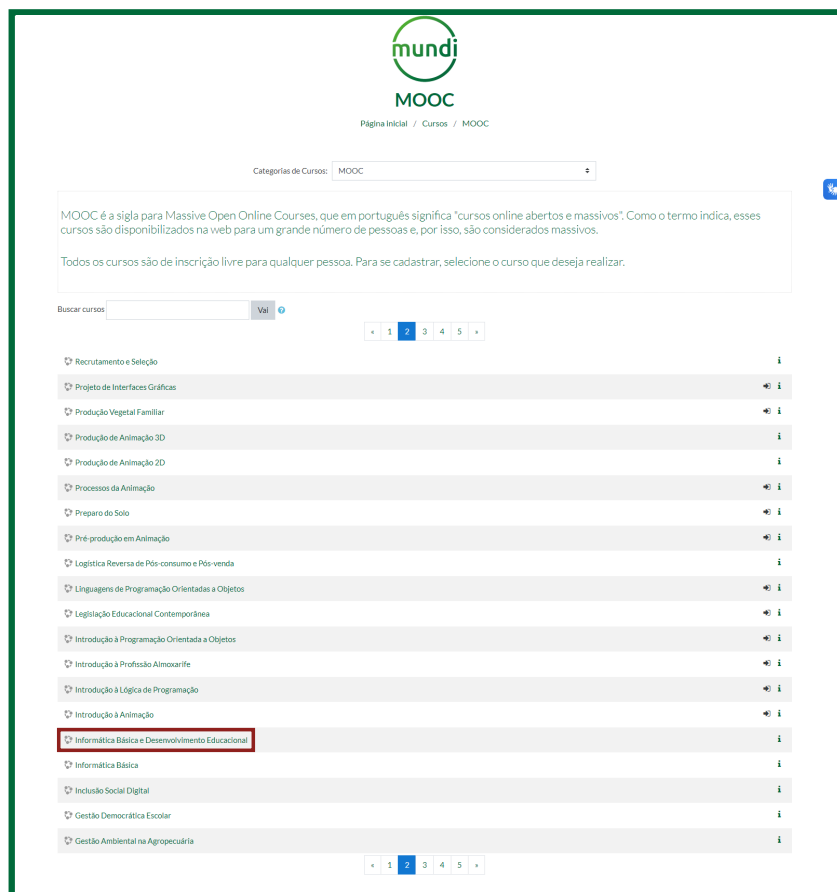 mundi
MOOC
Página inicial / Cursos / MOOC
Categorias de Cursos: MOOC
MOOC é a sigla para Massive Open Online Courses, que em português significa "cursos online abertos e massivos". Como o termo indica, esses
cursos são disponibilizados na web para um grande número de pessoas e, por isso, são considerados massivos.
Todos os cursos são de inscrição livre para qualquer pessoa. Para se cadastrar, selecione o curso que deseja realizar.
Buscar cursos Vai
« 1 2 3 4 5 »
Recrutamento e Seleção
Projeto de Interfaces Gráficas
Produção Vegetal Familiar
Produção de Animação 3D
Produção de Animação 2D
Processos da Animação
Preparo do Solo
Pré-produção em Animação
Logística Reversa de Pós-consumo e Pós-venda
Linguagens de Programação Orientadas a Objetos
Legislação Educacional Contemporânea
Introdução à Programação Orientada a Objetos
Introdução à Profissão Almoxarife
Introdução à Lógica de Programação
Introdução à Animação
Informática Básica e Desenvolvimento Educacional
Informática Básica
Inclusão Social Digital
Gestão Democrática Escolar
Gestão Ambiental na Agropecuária
« 1 2 3 4 5 »